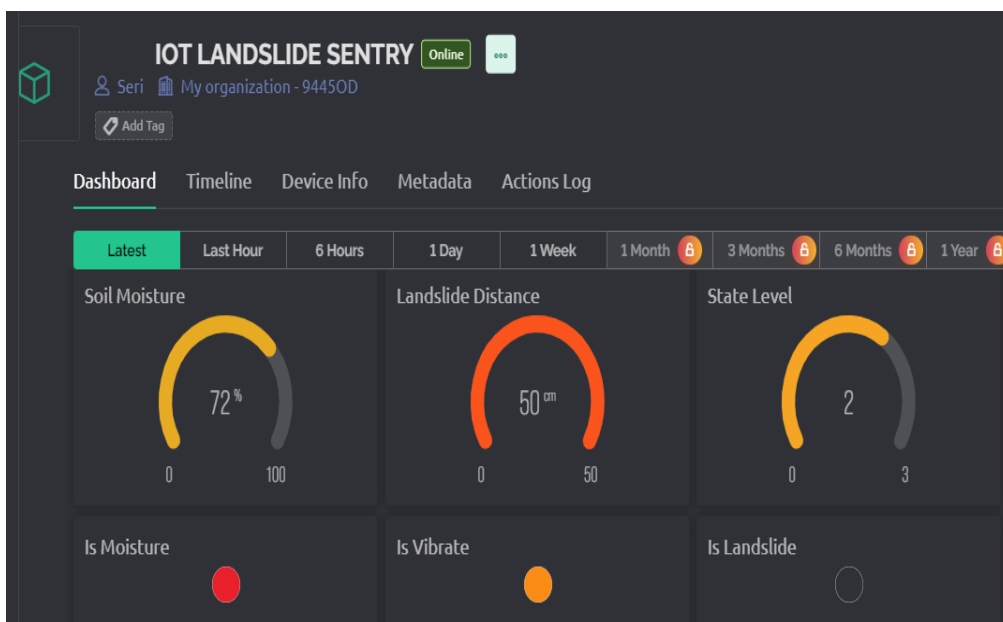 IOT LANDSLIDE SENTRY Online
Seri My organization - 9445OD
Add Tag
Dashboard Timeline Device Info Metadata Actions Log
Latest Last Hour 6 Hours 1 Day 1 Week 1 Month 3 Months 6 Months 1 Year
Soil Moisture Landslide Distance State Level
72 % 50 cm 2
0 100 0 50 0 3
Is Moisture Is Vibrate Is Landslide